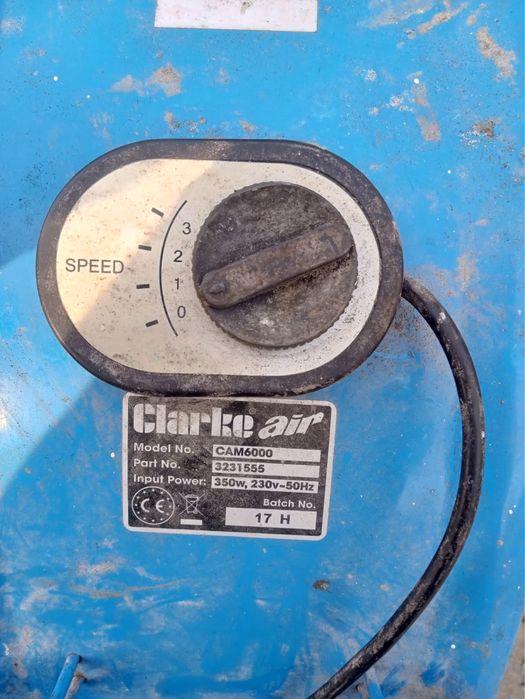 3
2
SPEED
1
0
Clarke air
Model No. CAM6000
Part No. 3231555
Input Power: 350w, 230v~50Hz
CE
Batch No.
17 H